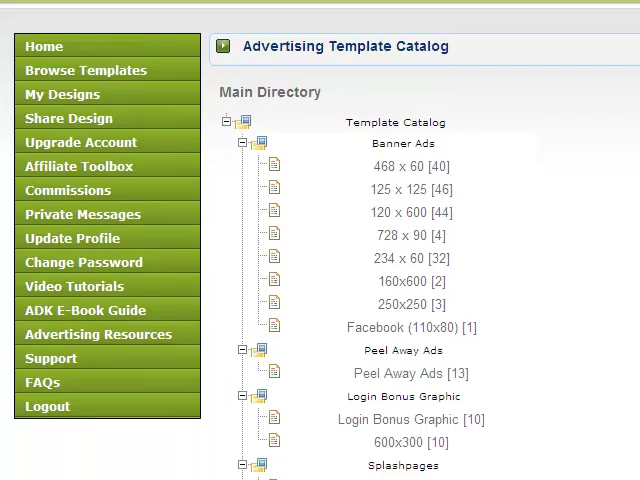 Home
Browse Templates
My Designs
Share Design
Upgrade Account
Affiliate Toolbox
Commissions
Private Messages
Update Profile
Change Password
Video Tutorials
ADK E-Book Guide
Advertising Resources
Support
FAQs
Logout
Advertising Template Catalog
Main Directory
Template Catalog
Banner Ads
468 x 60 [40]
125 x 125 [46]
120 x 600 [44]
728 x 90 [4]
234 x 60 [32]
160x600 [2]
250x250 [3]
Facebook (110x80) [1]
Peel Away Ads
Peel Away Ads [13]
Login Bonus Graphic
Login Bonus Graphic [10]
600x300 [10]
Splashpages